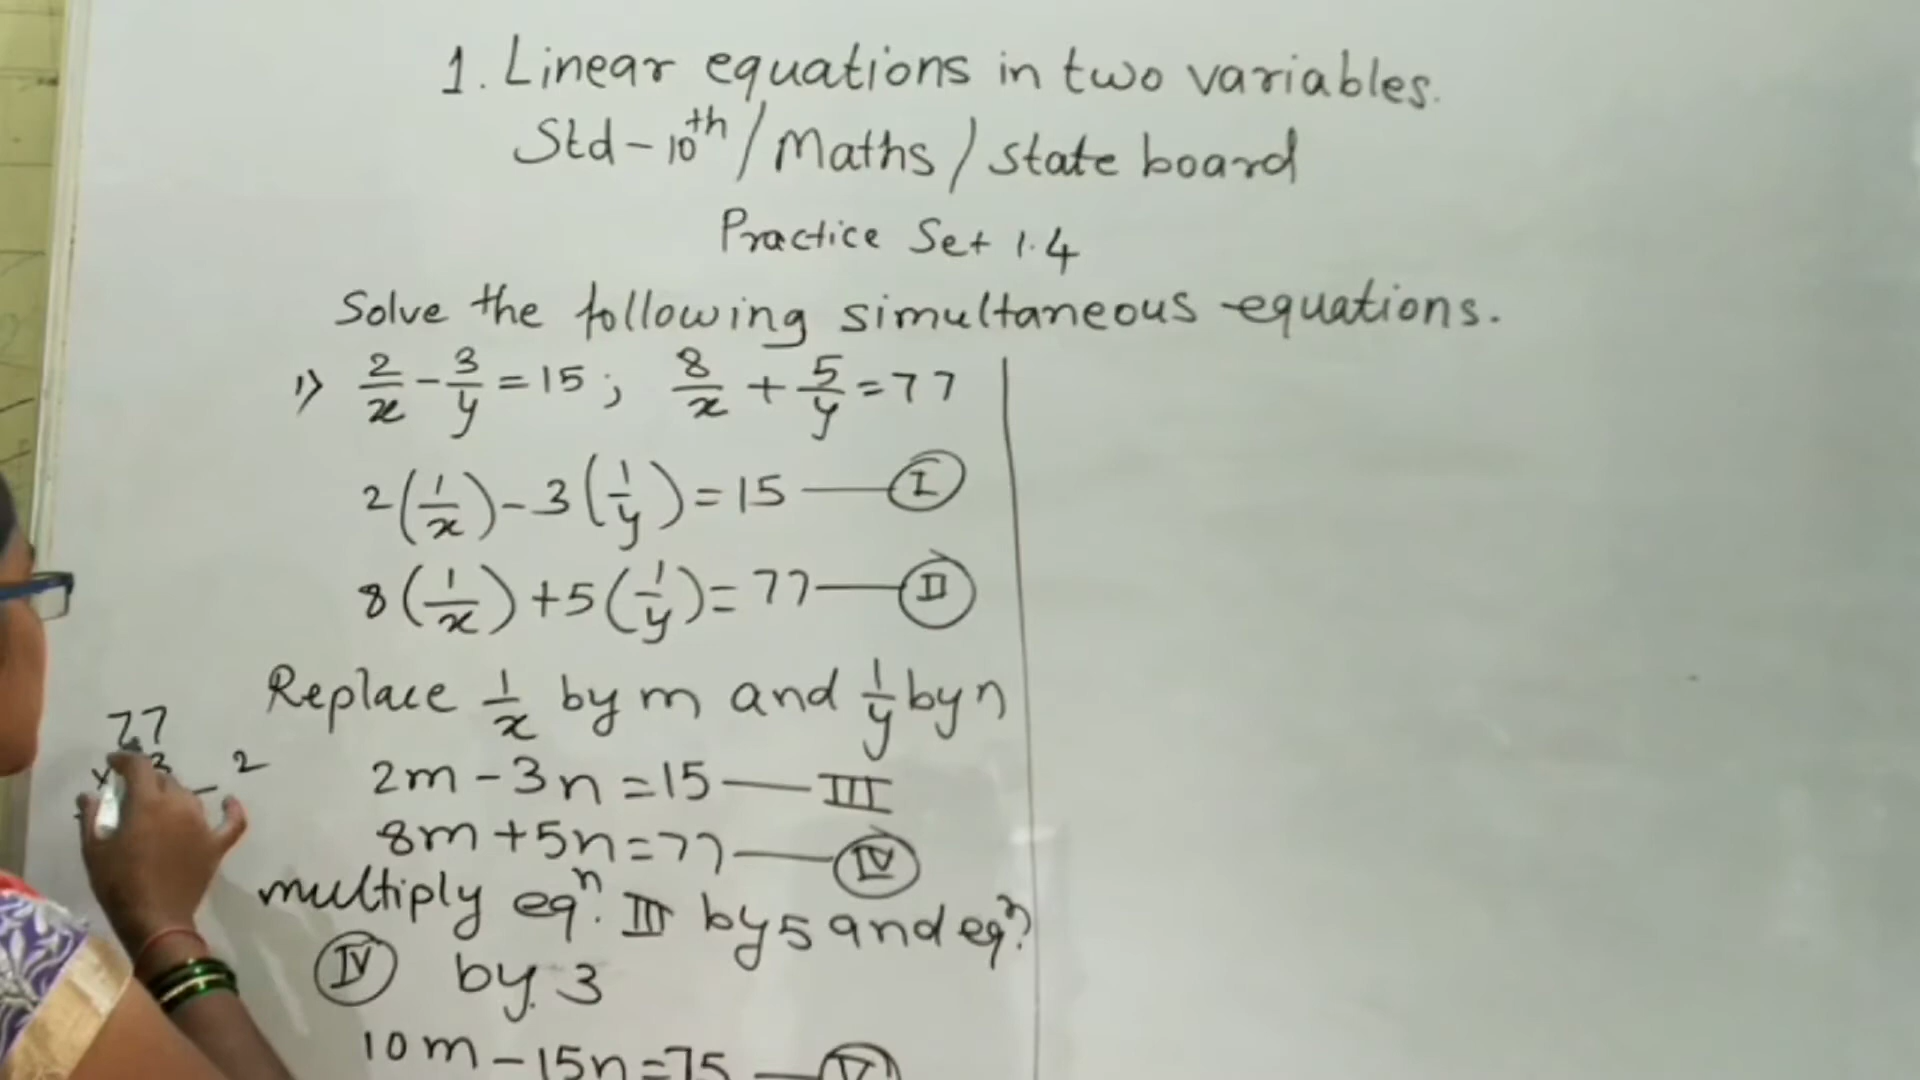 1. Linear equations in two variables.
Std - 10th / Maths / state board
Practice Set 1.4
Solve the following simultaneous equations.
1) 2/x - 3/y = 15 ; 8/x + 5/y = 77
2(1/x) - 3(1/y) = 15 — I
8(1/x) + 5(1/y) = 77 — II
Replace 1/x by m and 1/y by n
2m - 3n = 15 — III
8m + 5n = 77 — IV
multiply eqn. III by 5 and eqn.
IV by 3
10m - 15n = 75 — V
77
× 3
2